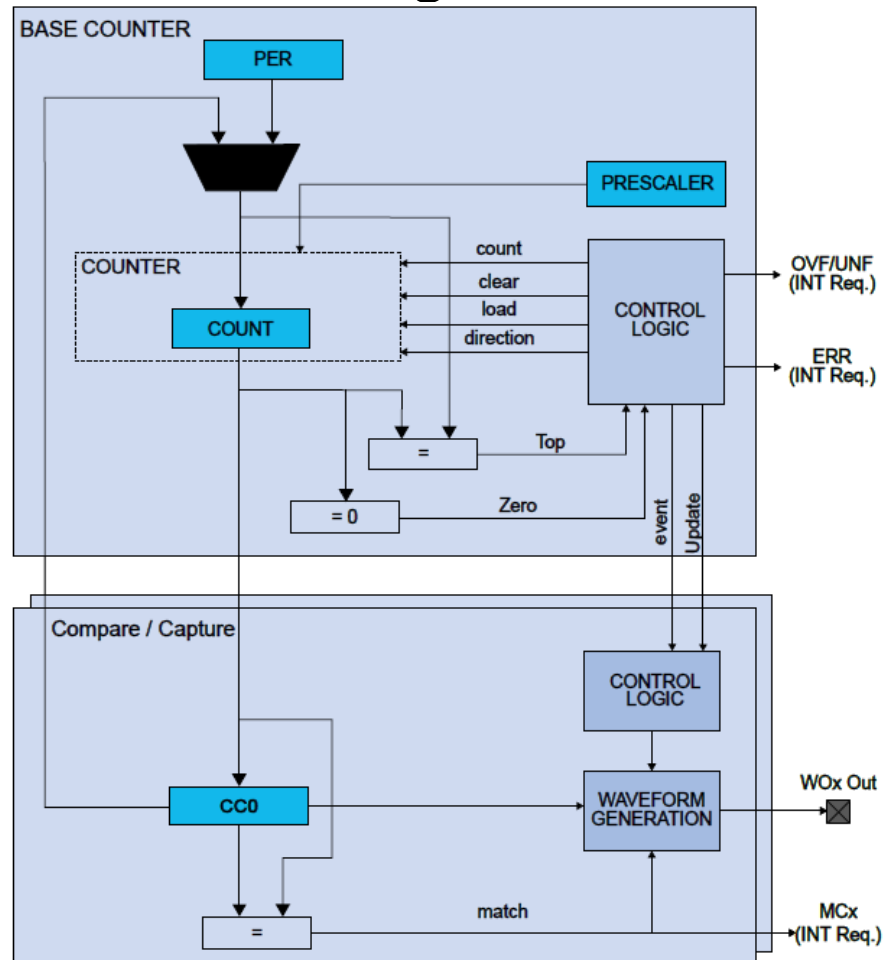 BASE COUNTER
PER
PRESCALER
COUNTER
COUNT
count
clear
load
direction
CONTROL
LOGIC
OVF/UNF
(INT Req.)
ERR
(INT Req.)
=
Top
= 0
Zero
event
Update
Compare / Capture
CONTROL
LOGIC
CC0
WAVEFORM
GENERATION
WOx Out
=
match
MCx
(INT Req.)